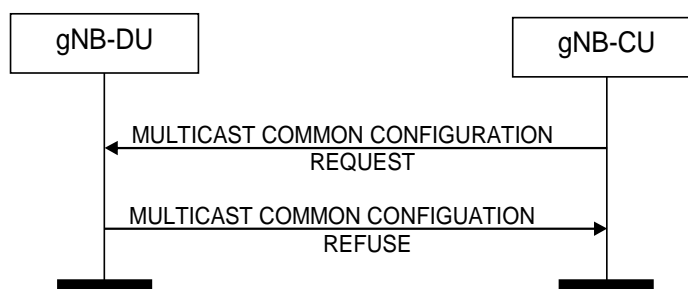 gNB-DU
gNB-CU
MULTICAST COMMON CONFIGURATION
REQUEST
MULTICAST COMMON CONFIGUATION
REFUSE